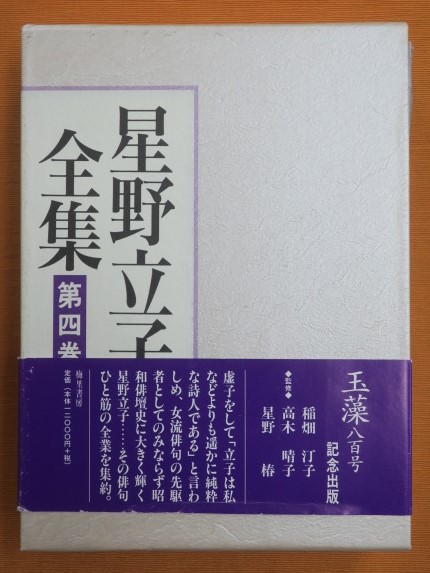 星野立子
全集
第四巻
玉藻八百号
記念出版
◆監修◆
稲畑 汀子
高木 晴子
星野 椿
虚子をして「立子は私
などよりも遥かに純粋
な詩人である」と言わ
しめ、女流俳句の先駆
者としてのみならず昭
和俳壇史に大きく輝く
星野立子……その俳句
ひと筋の全業を集約。
梅里書房
定価(本体一二〇〇〇円+税)